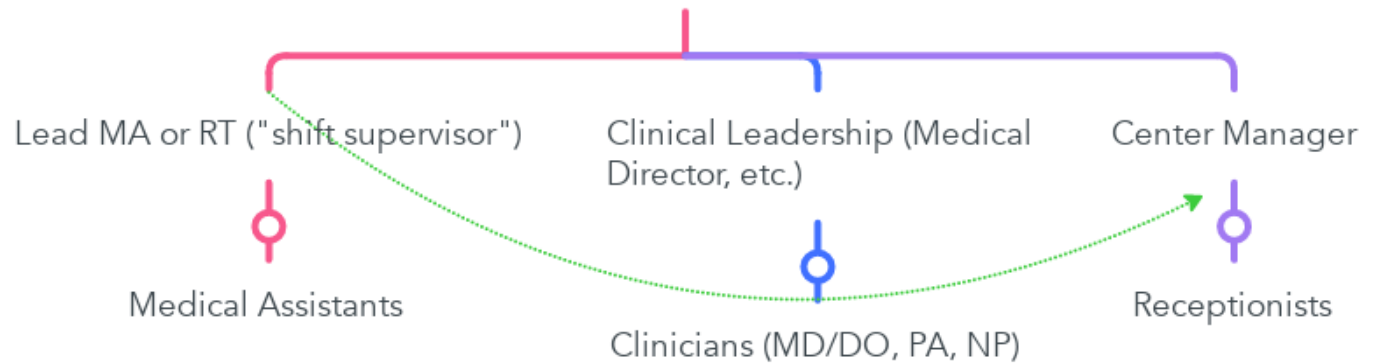 Lead MA or RT ("shift supervisor")
Clinical Leadership (Medical
Director, etc.)
Center Manager
Medical Assistants
Clinicians (MD/DO, PA, NP)
Receptionists